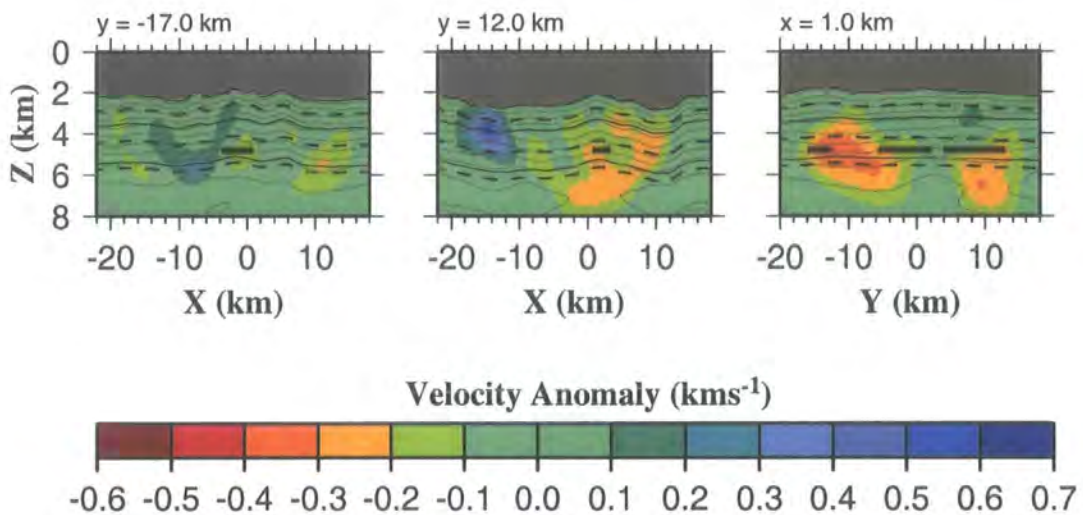 y = -17.0 km
y = 12.0 km
x = 1.0 km
0
2
4
6
8
Z (km)
-20 -10 0 10
-20 -10 0 10
-20 -10 0 10
X (km)
X (km)
Y (km)
Velocity Anomaly (kms⁻¹)
-0.6 -0.5 -0.4 -0.3 -0.2 -0.1 0.0 0.1 0.2 0.3 0.4 0.5 0.6 0.7